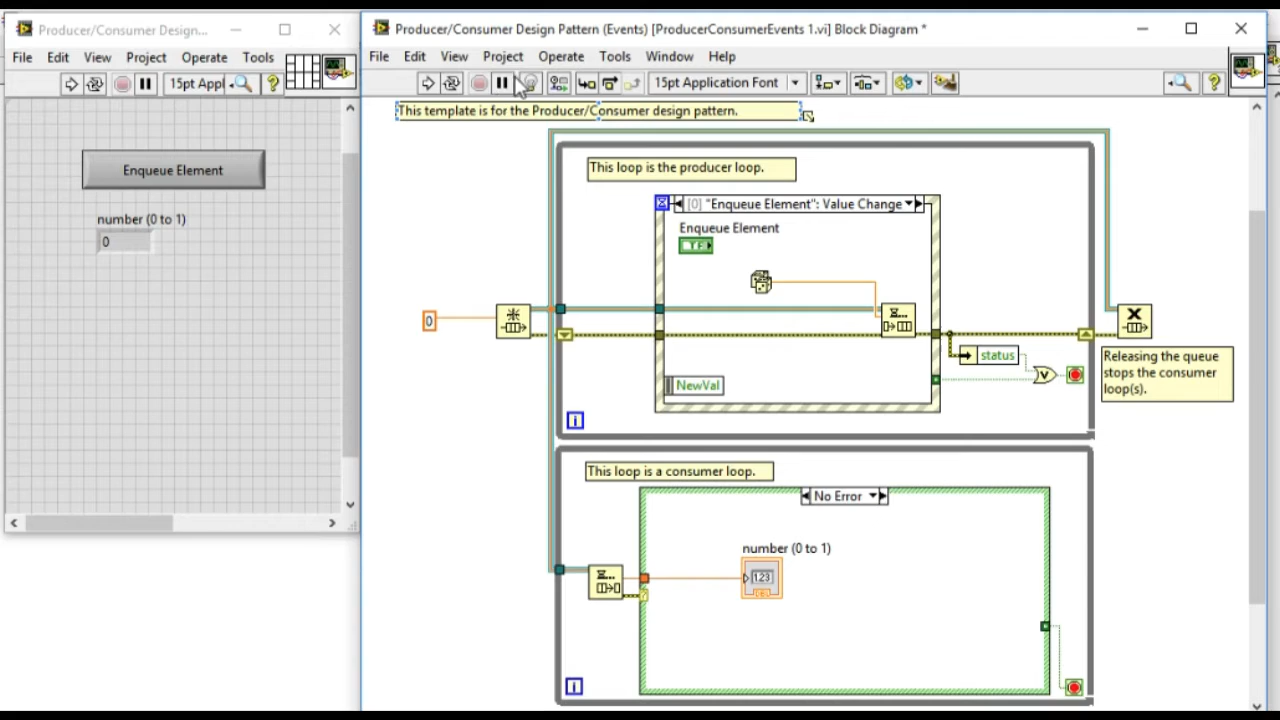 Producer/Consumer Design...
File Edit View Project Operate Tools
15pt Appl
?
Enqueue Element
number (0 to 1)
0
Producer/Consumer Design Pattern (Events) [ProducerConsumerEvents 1.vi] Block Diagram *
File Edit View Project Operate Tools Window Help
15pt Application Font
?
This template is for the Producer/Consumer design pattern.
This loop is the producer loop.
[0] "Enqueue Element": Value Change
Enqueue Element
TF
0
status
Releasing the queue
stops the consumer
loop(s).
NewVal
V
i
This loop is a consumer loop.
No Error
number (0 to 1)
123
?
i